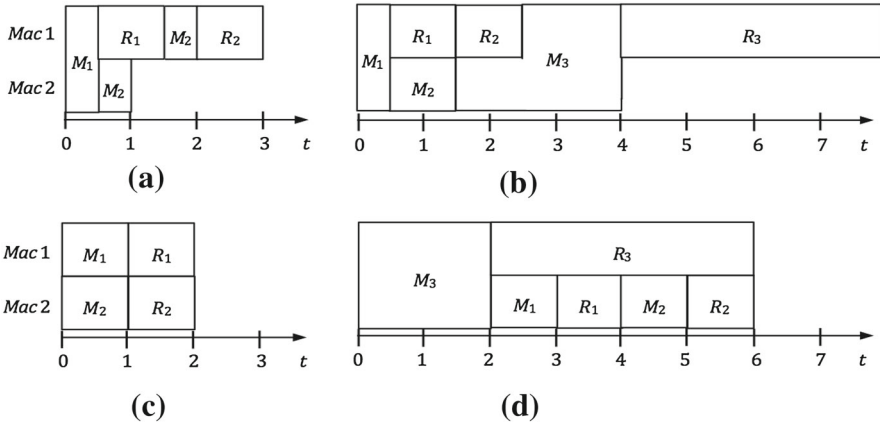 Mac 1 R₁ M₂ R₂ R₁ R₂ R₃
M₁ M₁ M₃
Mac 2 M₂ M₂
0 1 2 3 t 0 1 2 3 4 5 6 7 t
(a) (b)
Mac 1 M₁ R₁ R₃
M₃
Mac 2 M₂ R₂ M₁ R₁ M₂ R₂
0 1 2 3 t 0 1 2 3 4 5 6 7 t
(c) (d)